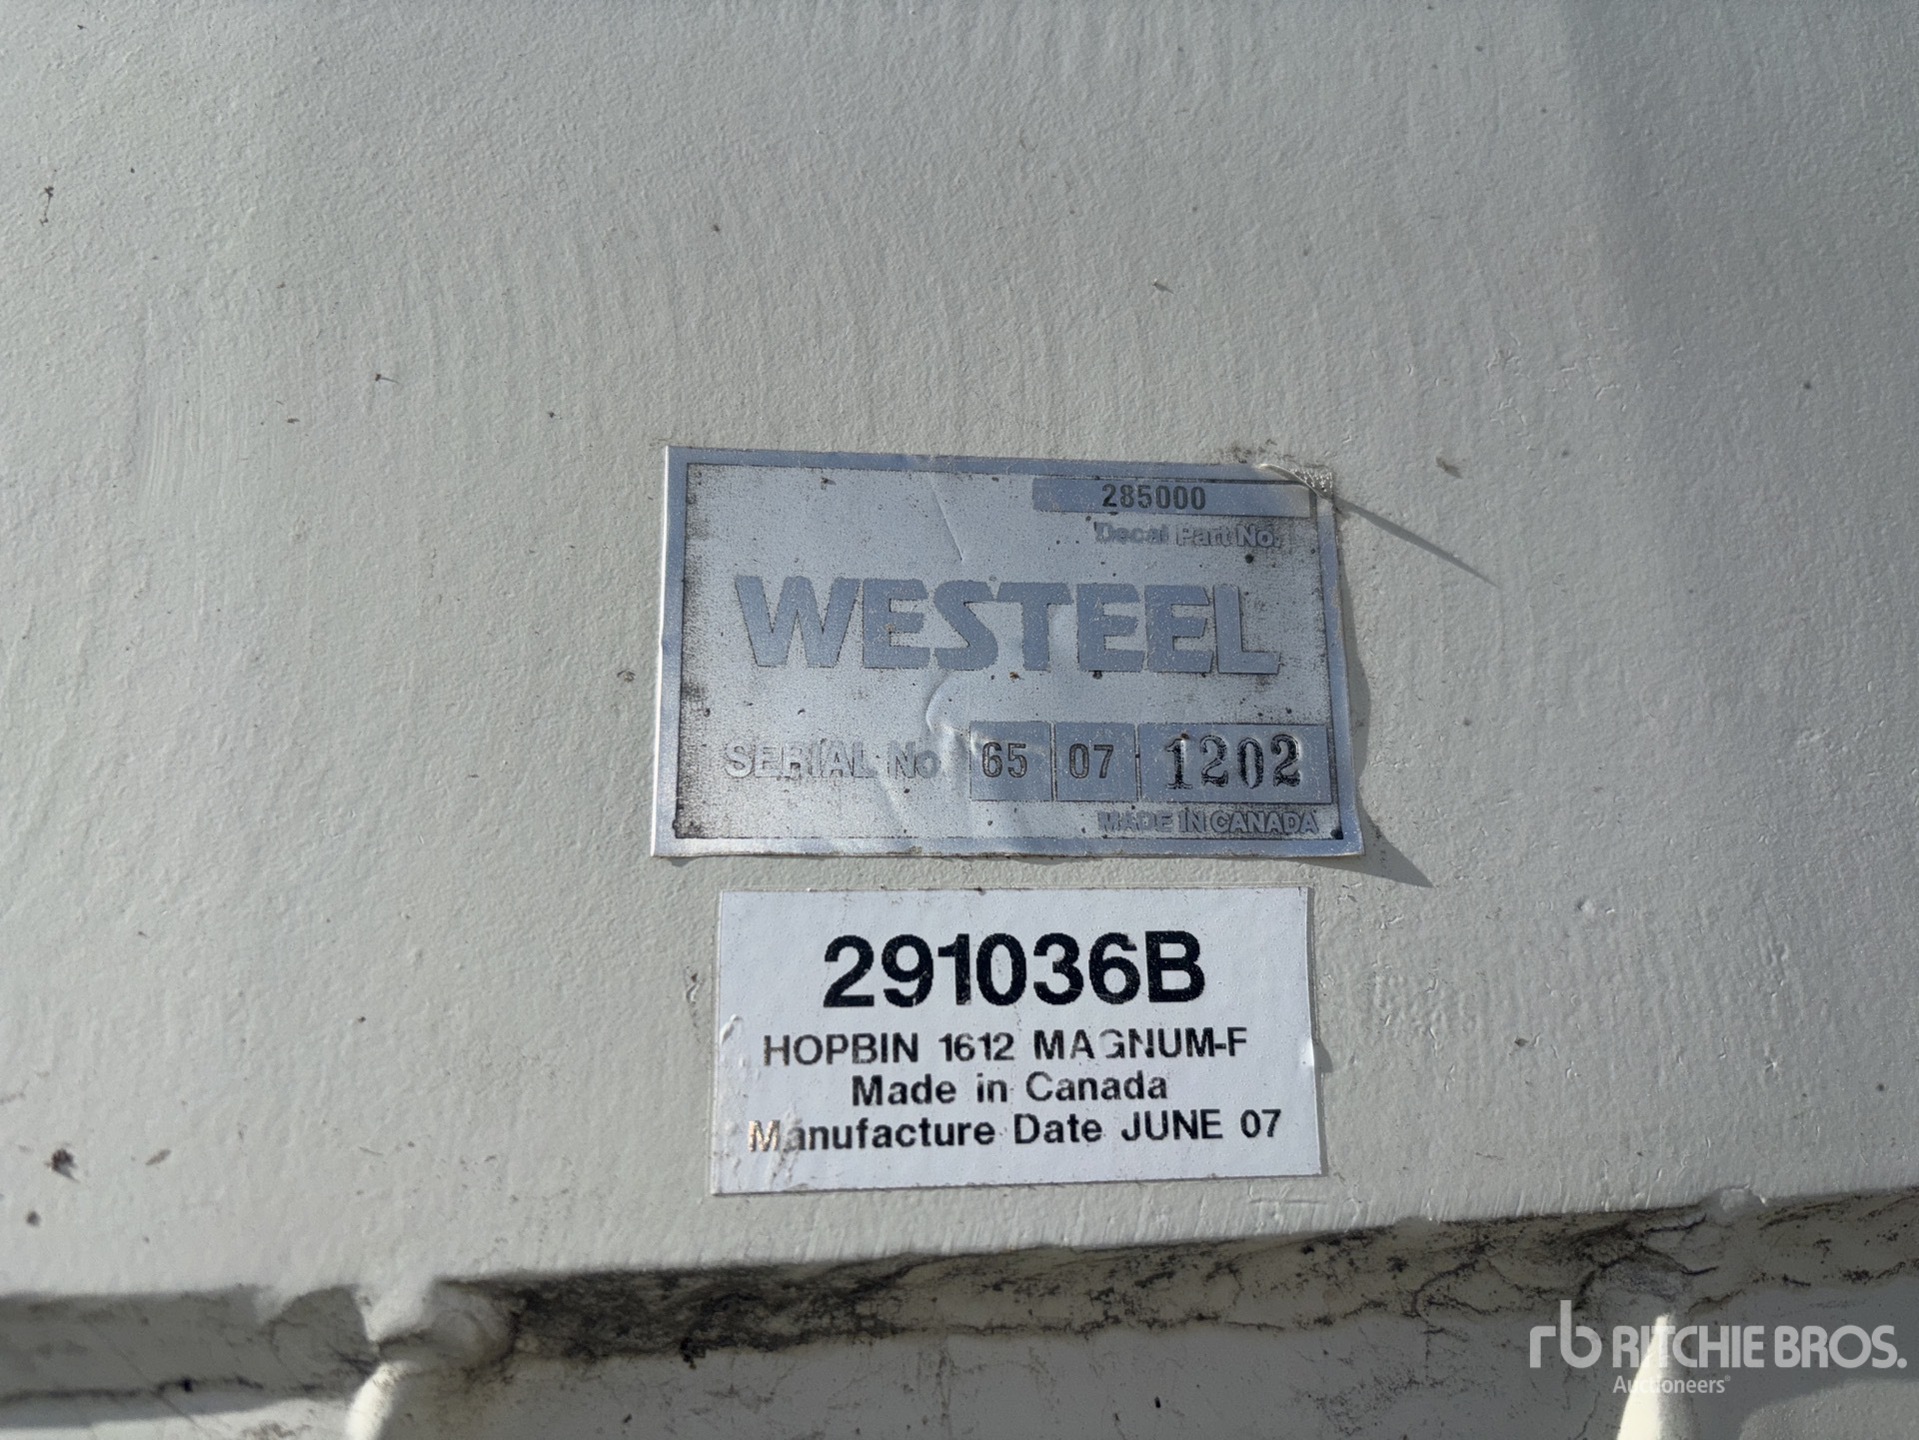 285000
Decal Part No.
WESTEEL
SERIAL No. 65 07 1202
MADE IN CANADA
291036B
HOPBIN 1612 MAGNUM-F
Made in Canada
Manufacture Date JUNE 07
rb RITCHIE BROS.
Auctioneers